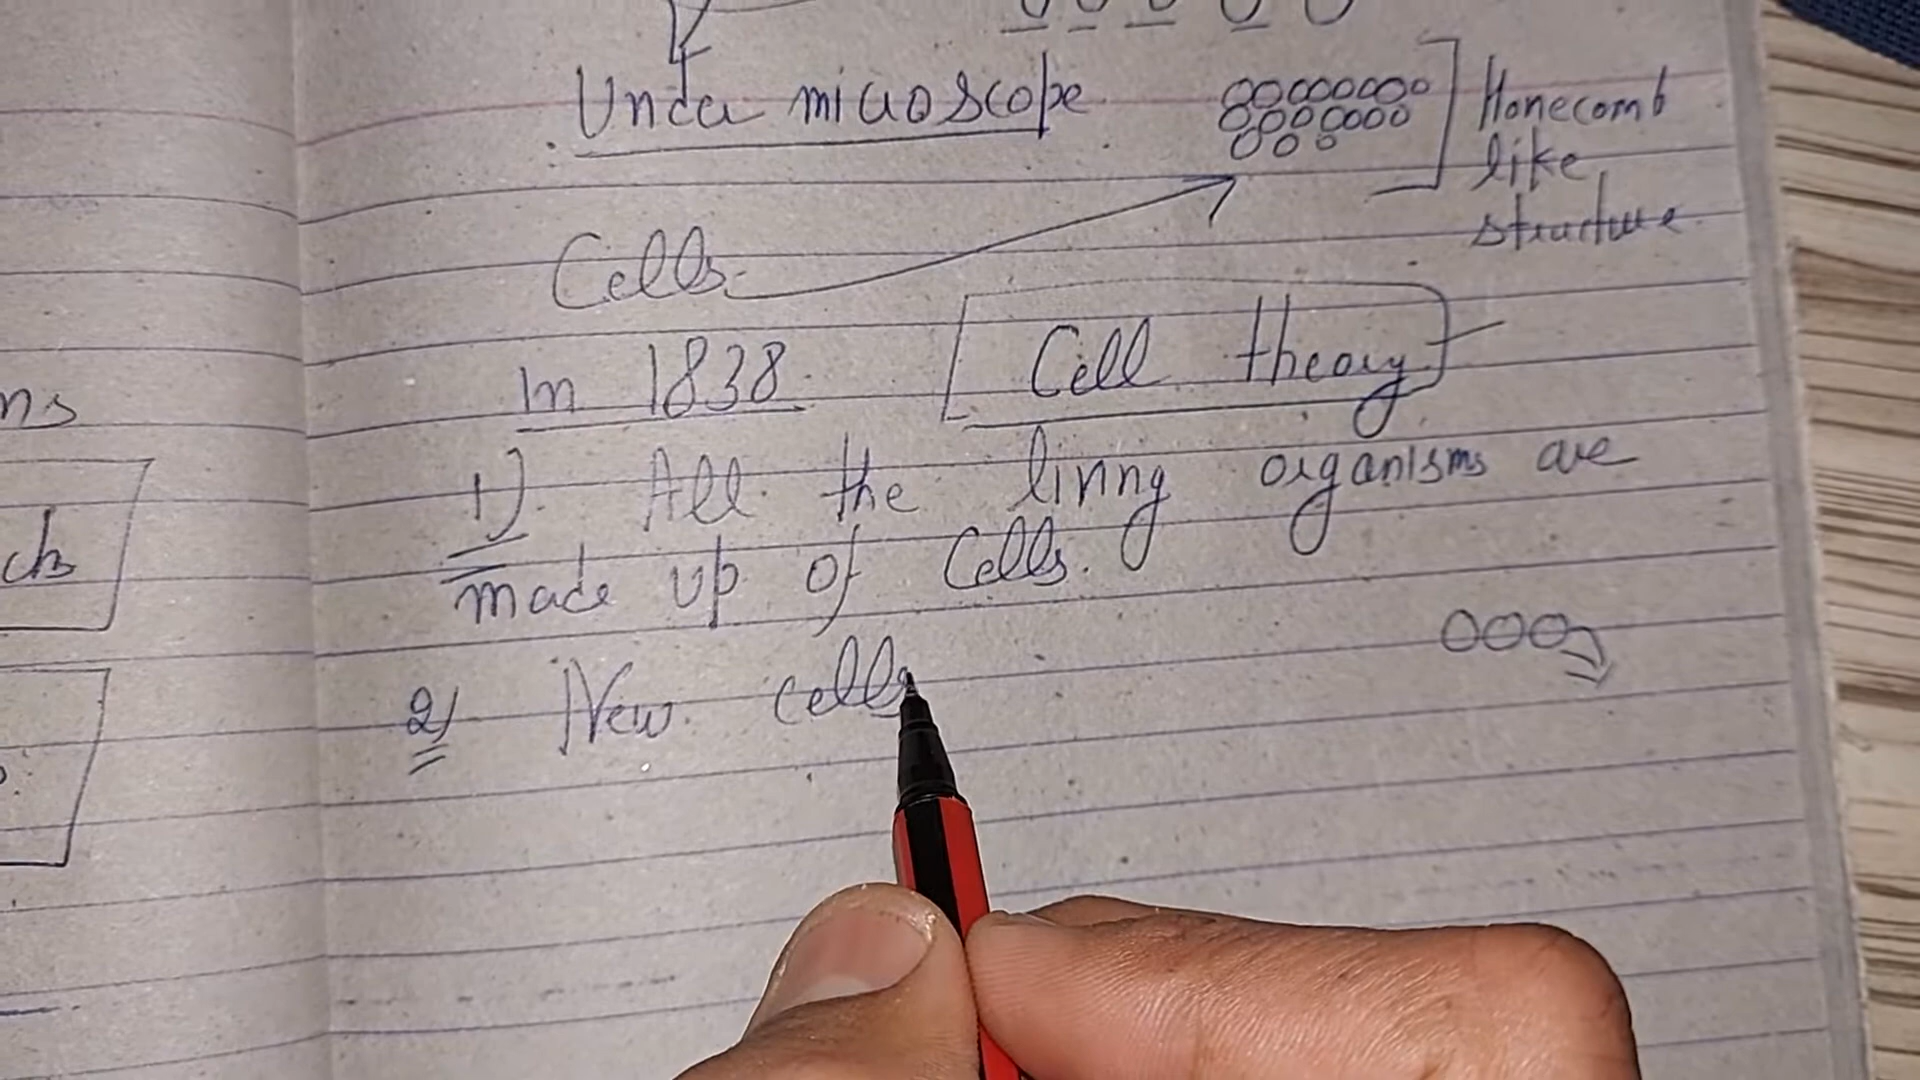 Under microscope
Honecomb
like
structure
Cells
In 1838
Cell theory
1) All the living organisms are
made up of Cells.
2) New cells